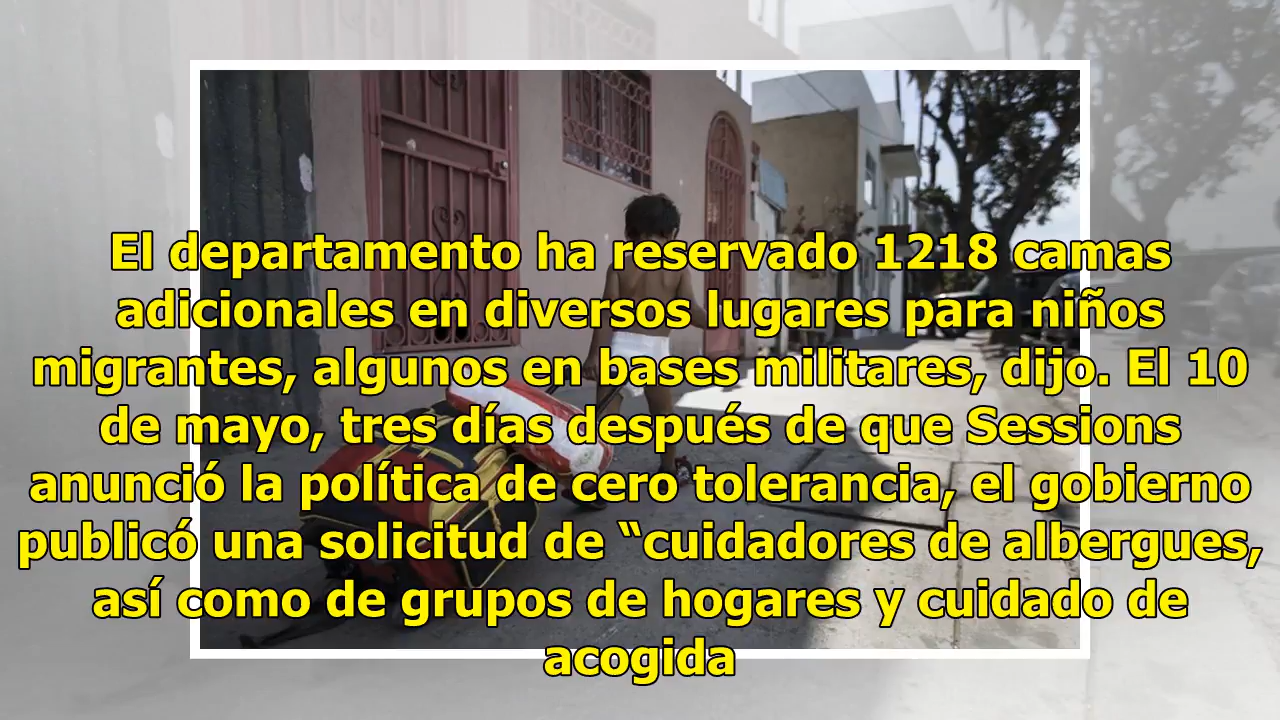 El departamento ha reservado 1218 camas
adicionales en diversos lugares para niños
migrantes, algunos en bases militares, dijo. El 10
de mayo, tres días después de que Sessions
anunció la política de cero tolerancia, el gobierno
publicó una solicitud de “cuidadores de albergues,
así como de grupos de hogares y cuidado de
acogida